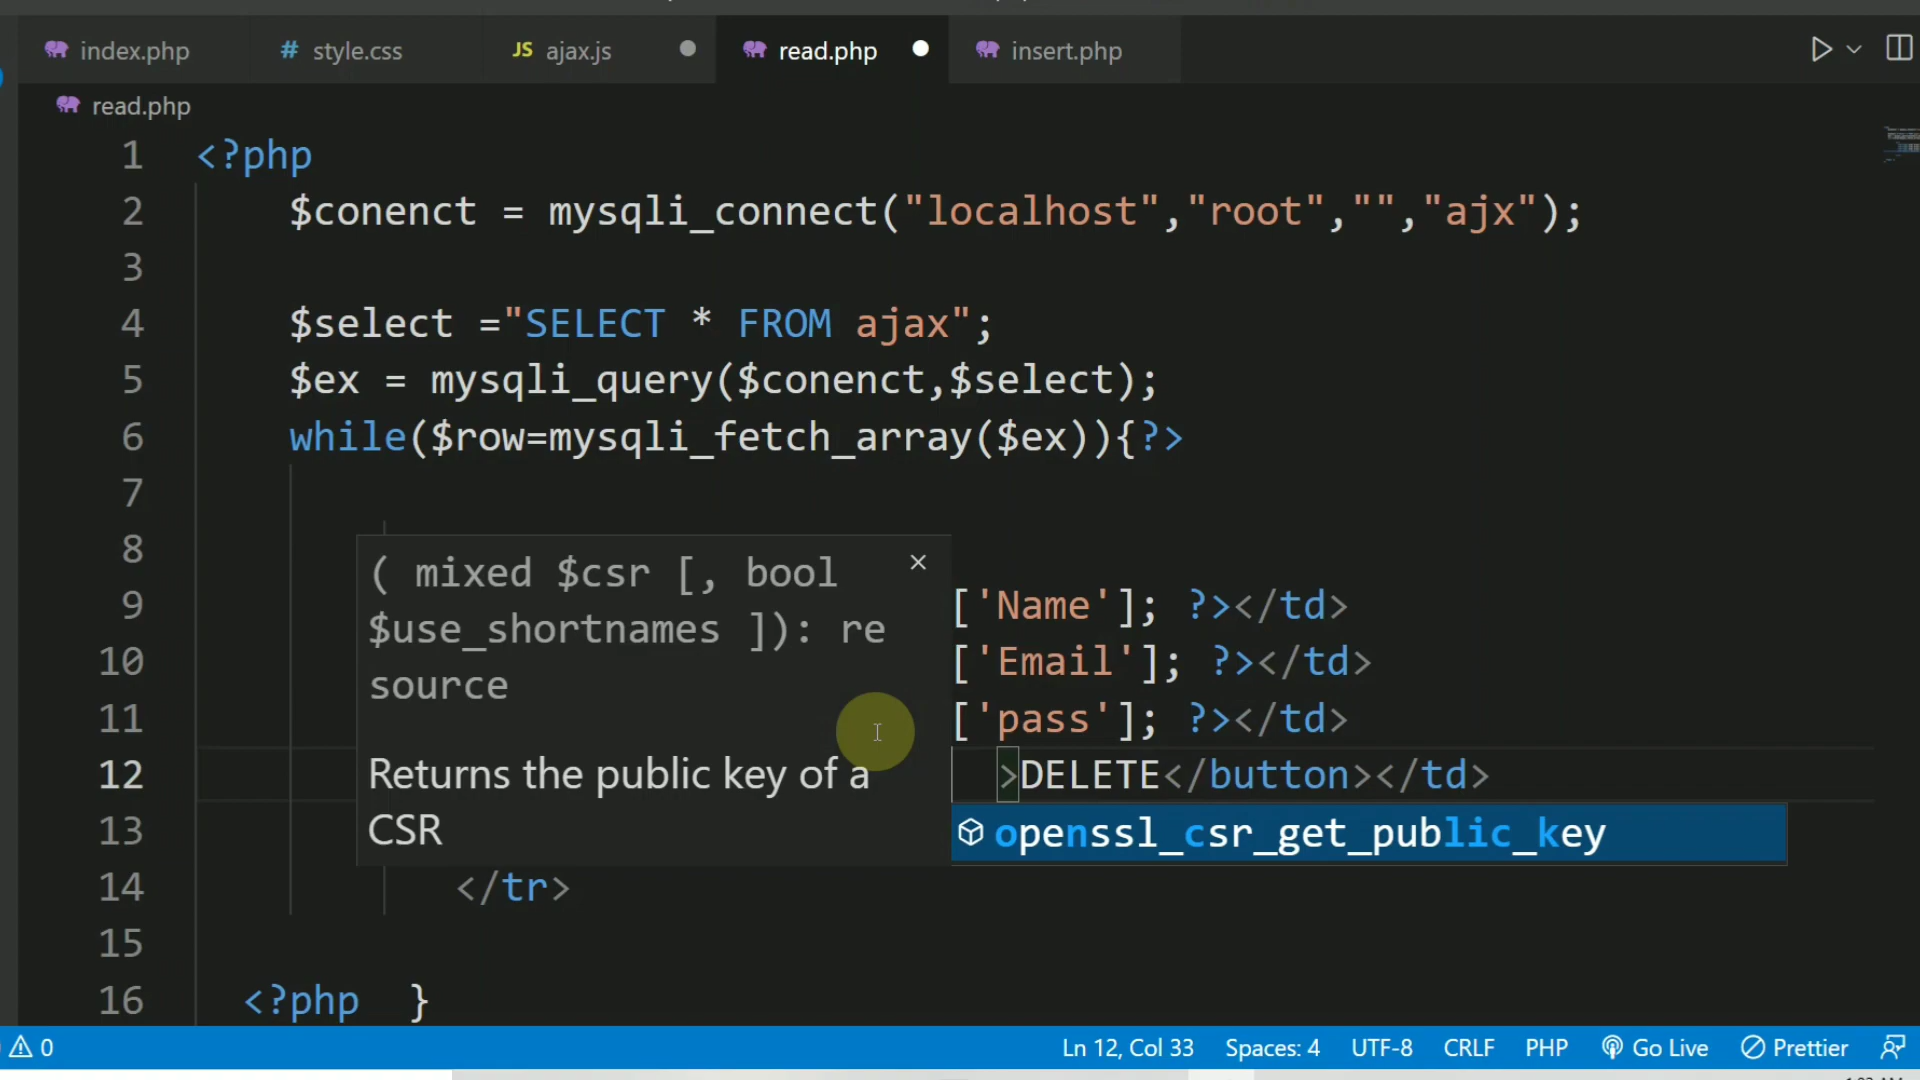 index.php # style.css JS ajax.js read.php insert.php
read.php
1 <?php
2 $conenct = mysqli_connect("localhost","root","","ajx");
3
4 $select ="SELECT * FROM ajax";
5 $ex = mysqli_query($conenct,$select);
6 while($row=mysqli_fetch_array($ex)){?>
7
8
( mixed $csr [, bool
9 ['Name']; ?></td>
$use_shortnames ]): re
10 ['Email']; ?></td>
source
11 ['pass']; ?></td>
12 >DELETE</button></td>
Returns the public key of a
13 openssl_csr_get_public_key
CSR
14 </tr>
15
16 <?php }
0 Ln 12, Col 33 Spaces: 4 UTF-8 CRLF PHP Go Live Prettier